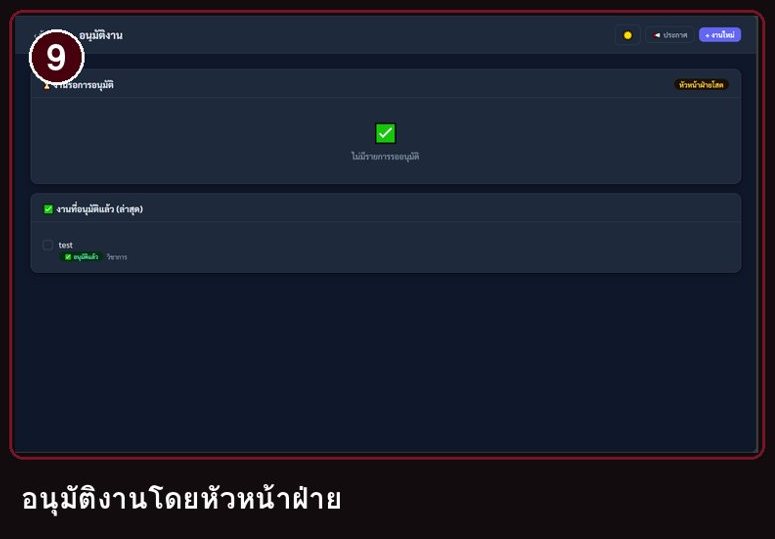 9
อนุมัติงาน
ประกาศ
+ งานใหม่
งานรอการอนุมัติ
หัวหน้าฝ่ายโสต
ไม่มีรายการรออนุมัติ
งานที่อนุมัติแล้ว (ล่าสุด)
test
อนุมัติแล้ว วิชาการ
อนุมัติงานโดยหัวหน้าฝ่าย